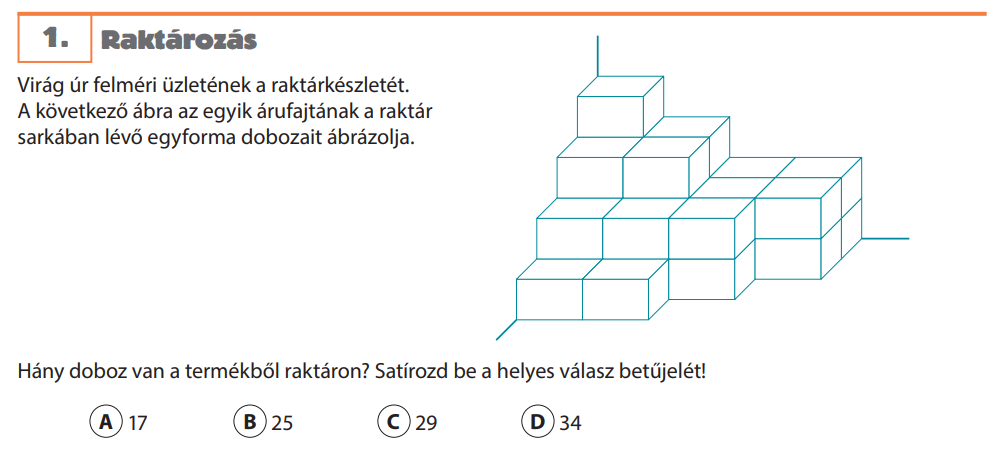 1. Raktározás
Virág úr felméri üzletének a raktárkészletét.
A következő ábra az egyik árufajtának a raktár
sarkában lévő egyforma dobozait ábrázolja.
Hány doboz van a termékből raktáron? Satírozd be a helyes válasz betűjelét!
A 17 B 25 C 29 D 34